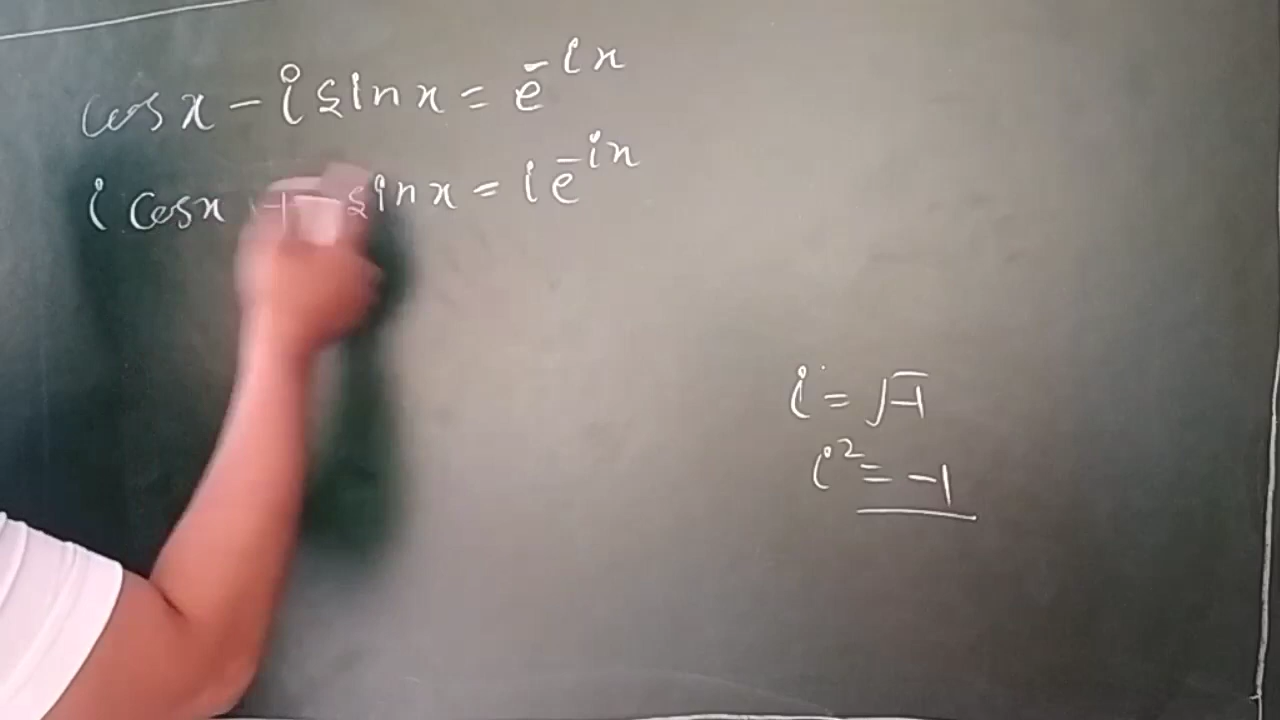 cos x - i sin x = e^-ix
i cos x + sin x = i e^-ix
i = √-1
i² = -1